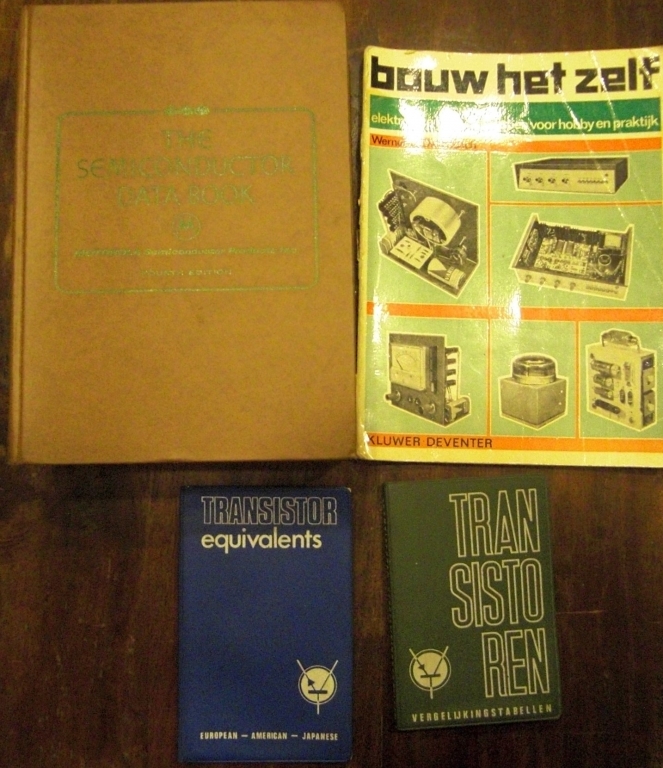 THE
SEMICONDUCTOR
DATA BOOK
bouw het zelf
voor hobby en praktijk
KLUWER DEVENTER
TRANSISTOR
equivalents
EUROPEAN — AMERICAN — JAPANESE
TRAN
SISTO
REN
VERGELIJKINGSTABELLEN